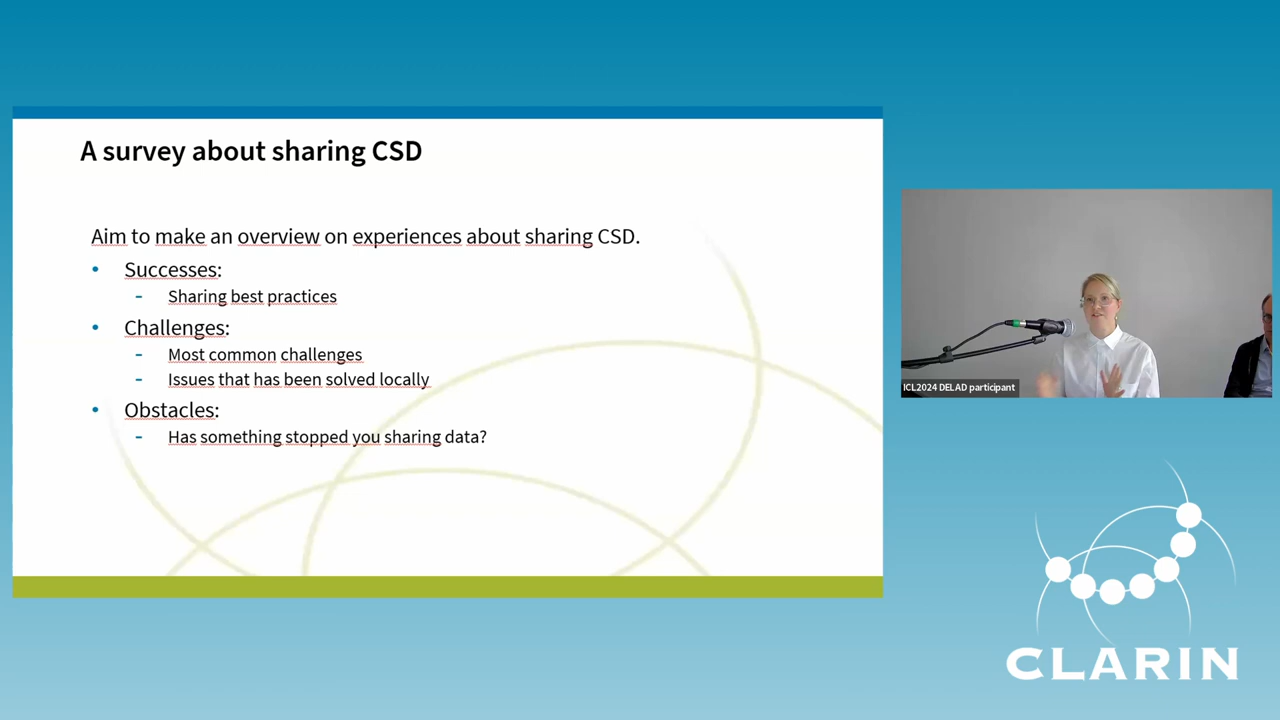 A survey about sharing CSD
Aim to make an overview on experiences about sharing CSD.
• Successes:
- Sharing best practices
• Challenges:
- Most common challenges
- Issues that has been solved locally
• Obstacles:
- Has something stopped you sharing data?
ICL2024 DELAD participant
CLARIN